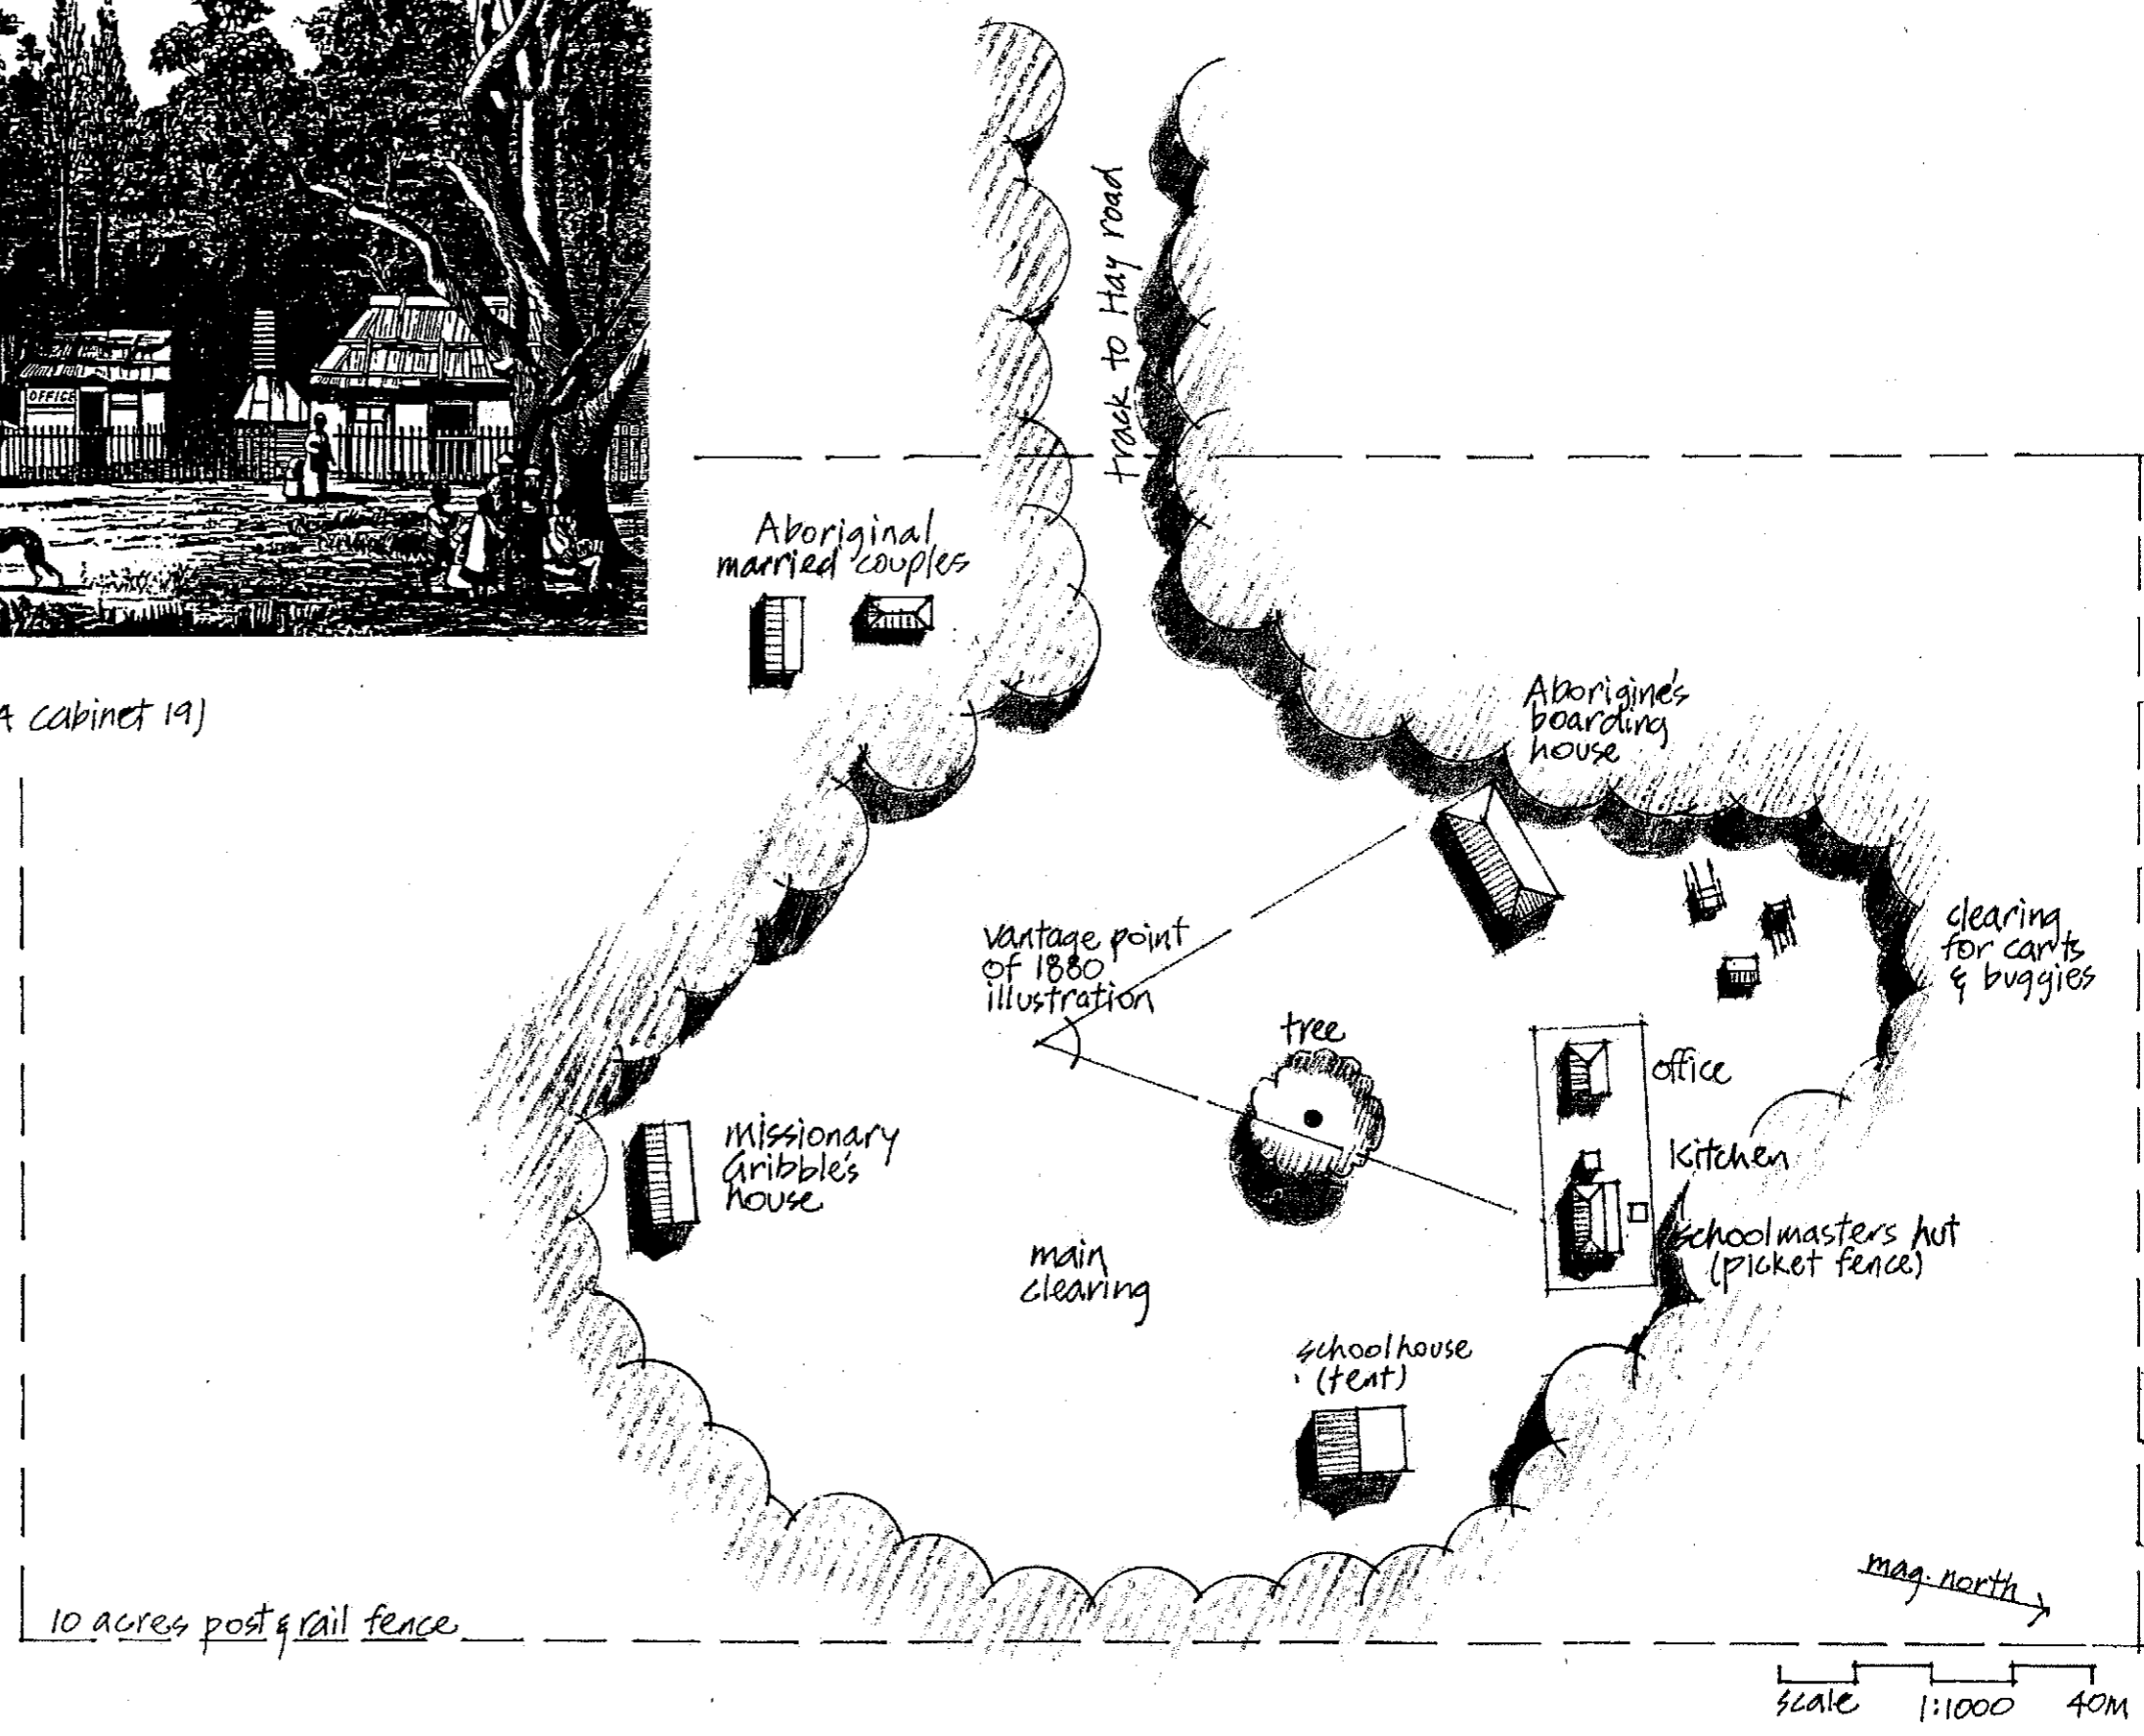 OFFICE
A cabinet 19]
track to Hay road
Aboriginal
married couples
Aborigine's
boarding
house
clearing
for carts
& buggies
vantage point
of 1880
illustration
tree
office
missionary
Gribble's
house
kitchen
schoolmasters hut
(picket fence)
main
clearing
schoolhouse
(tent)
mag. north
10 acres post & rail fence
scale 1:1000 40M